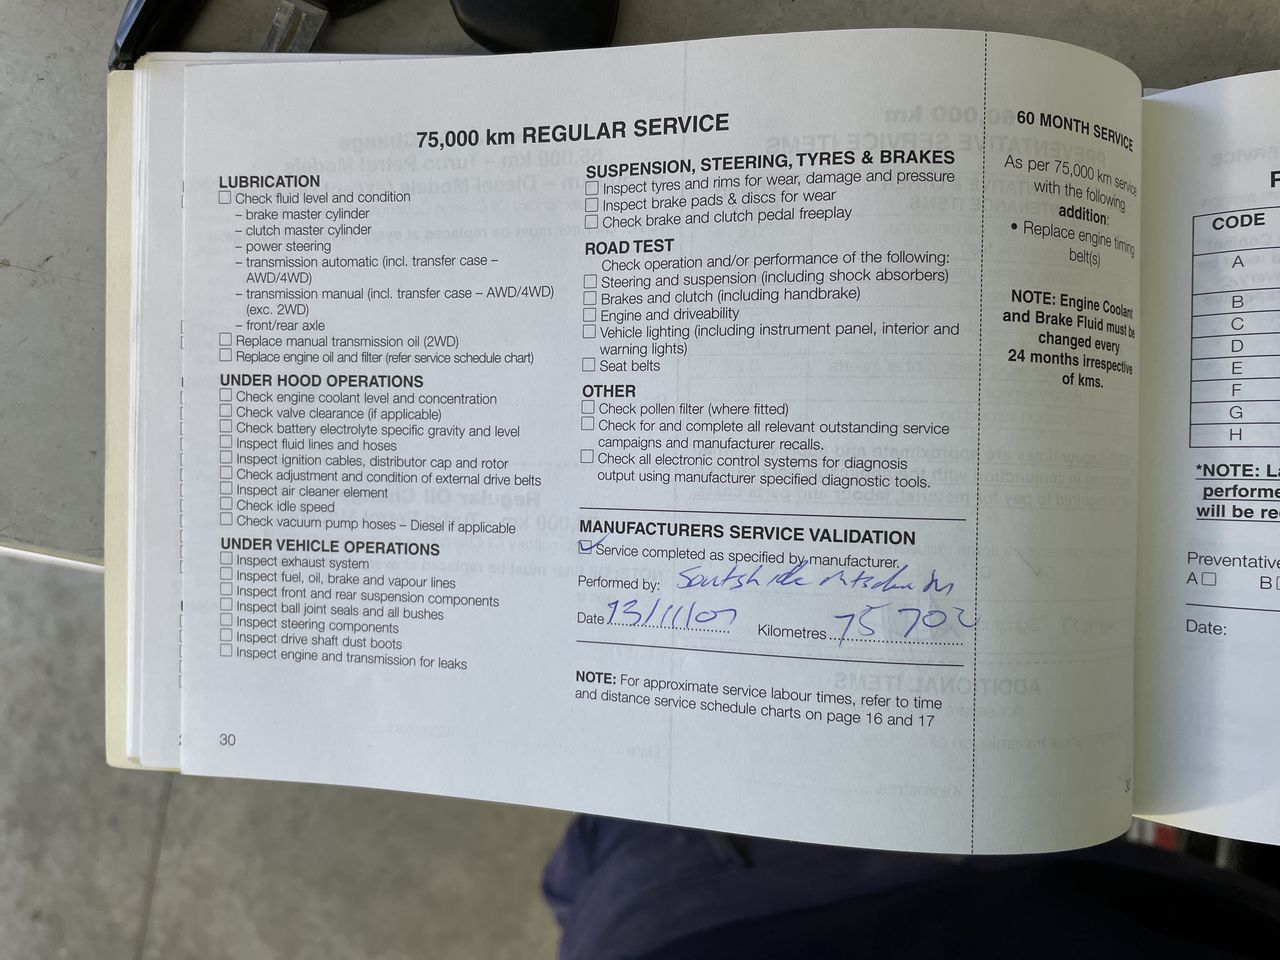 75,000 km REGULAR SERVICE
LUBRICATION
Check fluid level and condition
– brake master cylinder
– clutch master cylinder
– power steering
– transmission automatic (incl. transfer case –
AWD/4WD)
– transmission manual (incl. transfer case – AWD/4WD)
(exc. 2WD)
– front/rear axle
Replace manual transmission oil (2WD)
Replace engine oil and filter (refer service schedule chart)
UNDER HOOD OPERATIONS
Check engine coolant level and concentration
Check valve clearance (if applicable)
Check battery electrolyte specific gravity and level
Inspect fluid lines and hoses
Inspect ignition cables, distributor cap and rotor
Check adjustment and condition of external drive belts
Inspect air cleaner element
Check idle speed
Check vacuum pump hoses – Diesel if applicable
UNDER VEHICLE OPERATIONS
Inspect exhaust system
Inspect fuel, oil, brake and vapour lines
Inspect front and rear suspension components
Inspect ball joint seals and all bushes
Inspect steering components
Inspect drive shaft dust boots
Inspect engine and transmission for leaks
30
SUSPENSION, STEERING, TYRES & BRAKES
Inspect tyres and rims for wear, damage and pressure
Inspect brake pads & discs for wear
Check brake and clutch pedal freeplay
ROAD TEST
Check operation and/or performance of the following:
Steering and suspension (including shock absorbers)
Brakes and clutch (including handbrake)
Engine and driveability
Vehicle lighting (including instrument panel, interior and
warning lights)
Seat belts
OTHER
Check pollen filter (where fitted)
Check for and complete all relevant outstanding service
campaigns and manufacturer recalls.
Check all electronic control systems for diagnosis
output using manufacturer specified diagnostic tools.
MANUFACTURERS SERVICE VALIDATION
Service completed as specified by manufacturer.
Performed by:
Date 13/11/07 Kilometres 75 702
NOTE: For approximate service labour times, refer to time
and distance service schedule charts on page 16 and 17
60 MONTH SERVICE
As per 75,000 km service
with the following
addition:
• Replace engine timing
belt(s)
NOTE: Engine Coolant
and Brake Fluid must be
changed every
24 months irrespective
of kms.
CODE
A
B
C
D
E
F
G
H
*NOTE:
will be
Preventative
A B
Date: